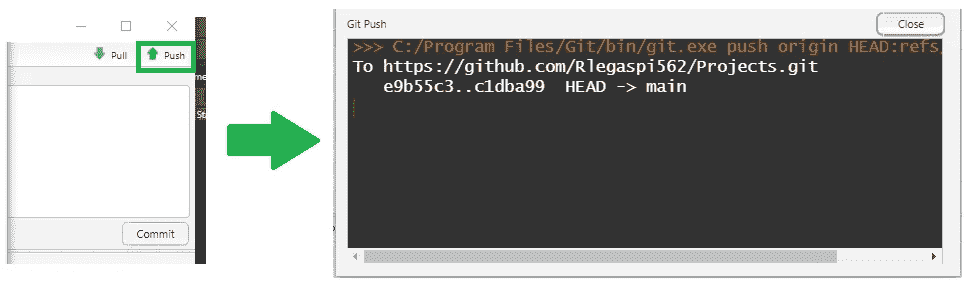 Pull Push
Commit
Git Push
Close
>>> C:/Program Files/Git/bin/git.exe push origin HEAD:refs/
To https://github.com/Rlegaspi562/Projects.git
e9b55c3..c1dba99 HEAD -> main